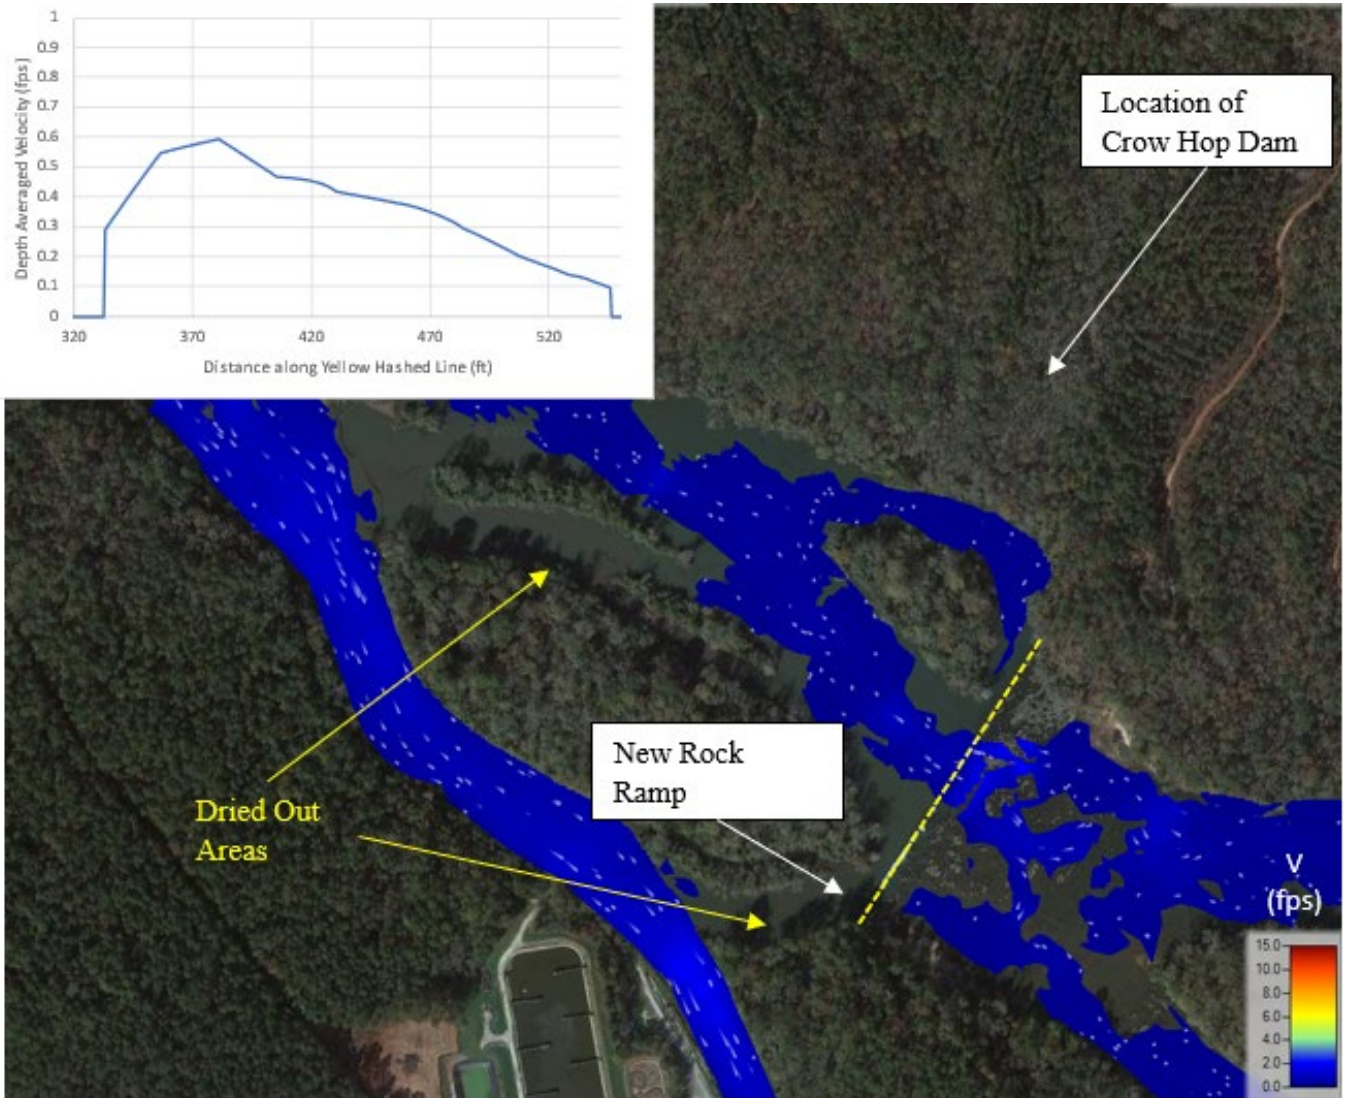 1
0.9
0.8
0.7
0.6
0.5
0.4
0.3
0.2
0.1
0
Depth Averaged Velocity (fps)
320 370 420 470 520
Distance along Yellow Hashed Line (ft)
Location of
Crow Hop Dam
New Rock
Ramp
Dried Out
Areas
V
(fps)
15.0
10.0
8.0
6.0
4.0
2.0
0.0